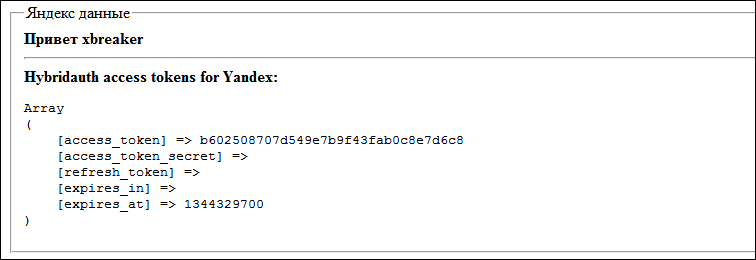 Яндекс данные
Привет xbreaker
Hybridauth access tokens for Yandex:
Array
(
    [access_token] => b602508707d549e7b9f43fab0c8e7d6c8
    [access_token_secret] =>
    [refresh_token] =>
    [expires_in] =>
    [expires_at] => 1344329700
)